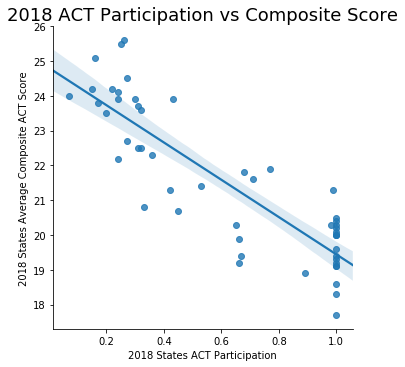 2018 ACT Participation vs Composite Score
26
25
24
23
22
21
20
19
18
2018 States Average Composite ACT Score
0.2 0.4 0.6 0.8 1.0
2018 States ACT Participation